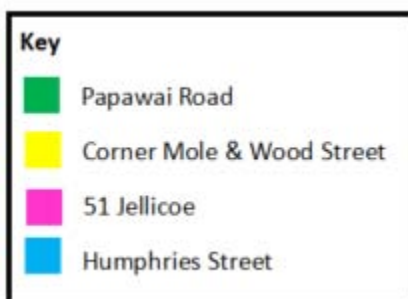 Key
Papawai Road
Corner Mole & Wood Street
51 Jellicoe
Humphries Street